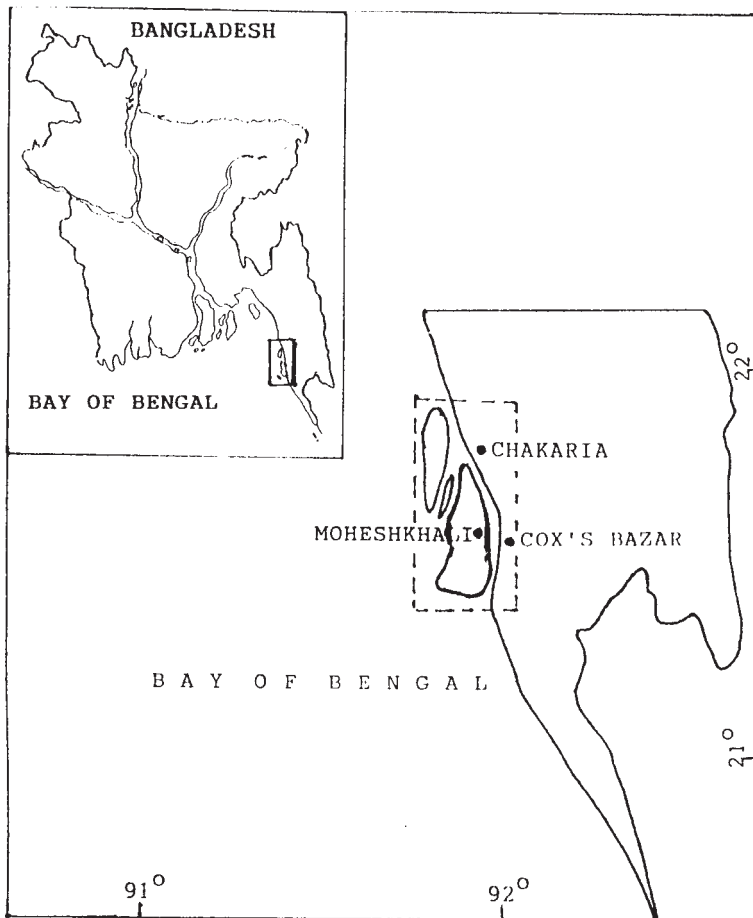 BANGLADESH
BAY OF BENGAL
22°
CHAKARIA
MOHESHKHALI
COX'S BAZAR
BAY OF BENGAL
21°
91°
92°